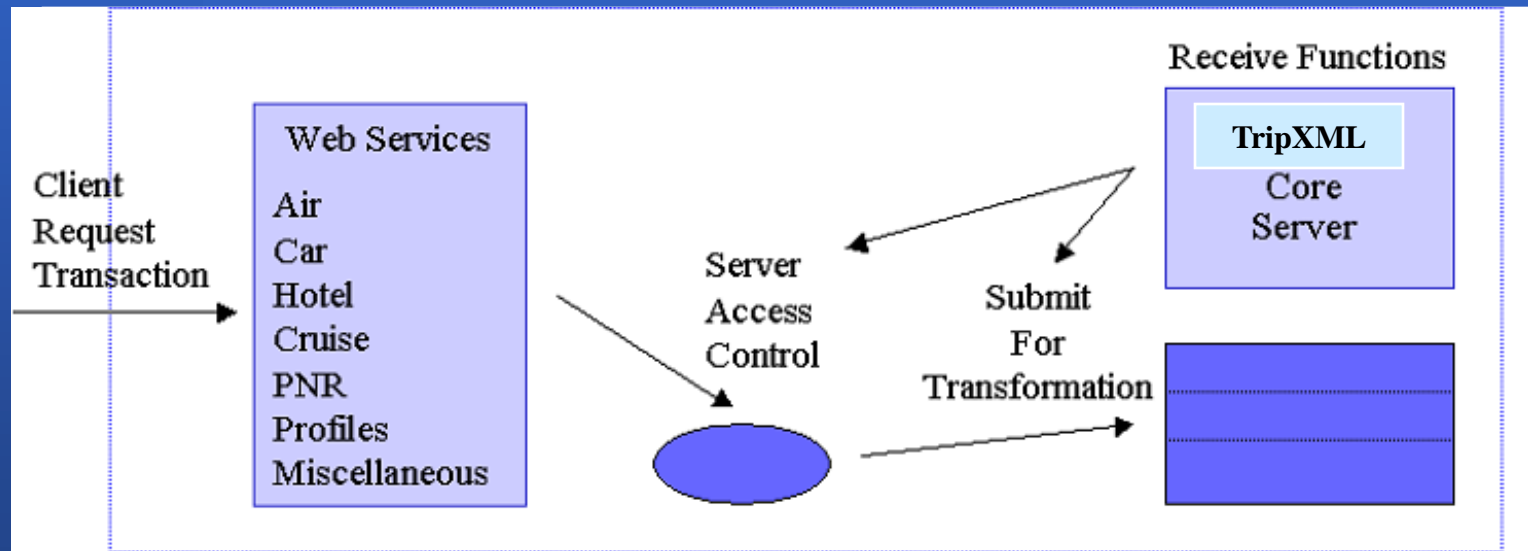 Client
Request
Transaction
Web Services
Air
Car
Hotel
Cruise
PNR
Profiles
Miscellaneous
Server
Access
Control
Submit
For
Transformation
Receive Functions
TripXML
Core
Server